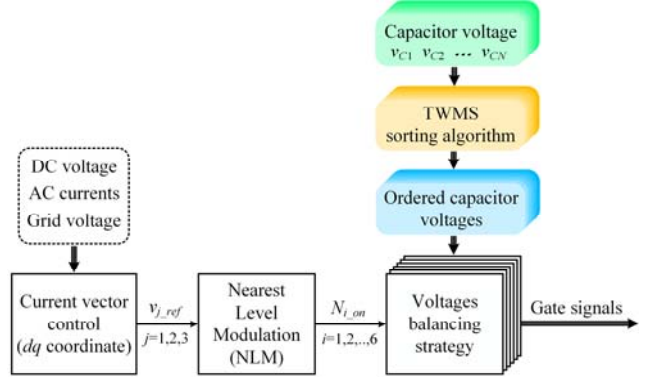 Capacitor voltage
vC1 vC2 ... vCN
TWMS
sorting algorithm
Ordered capacitor
voltages
DC voltage
AC currents
Grid voltage
Current vector
control
(dq coordinate)
vj_ref
j=1,2,3
Nearest
Level
Modulation
(NLM)
Ni_on
i=1,2,..,6
Voltages
balancing
strategy
Gate signals